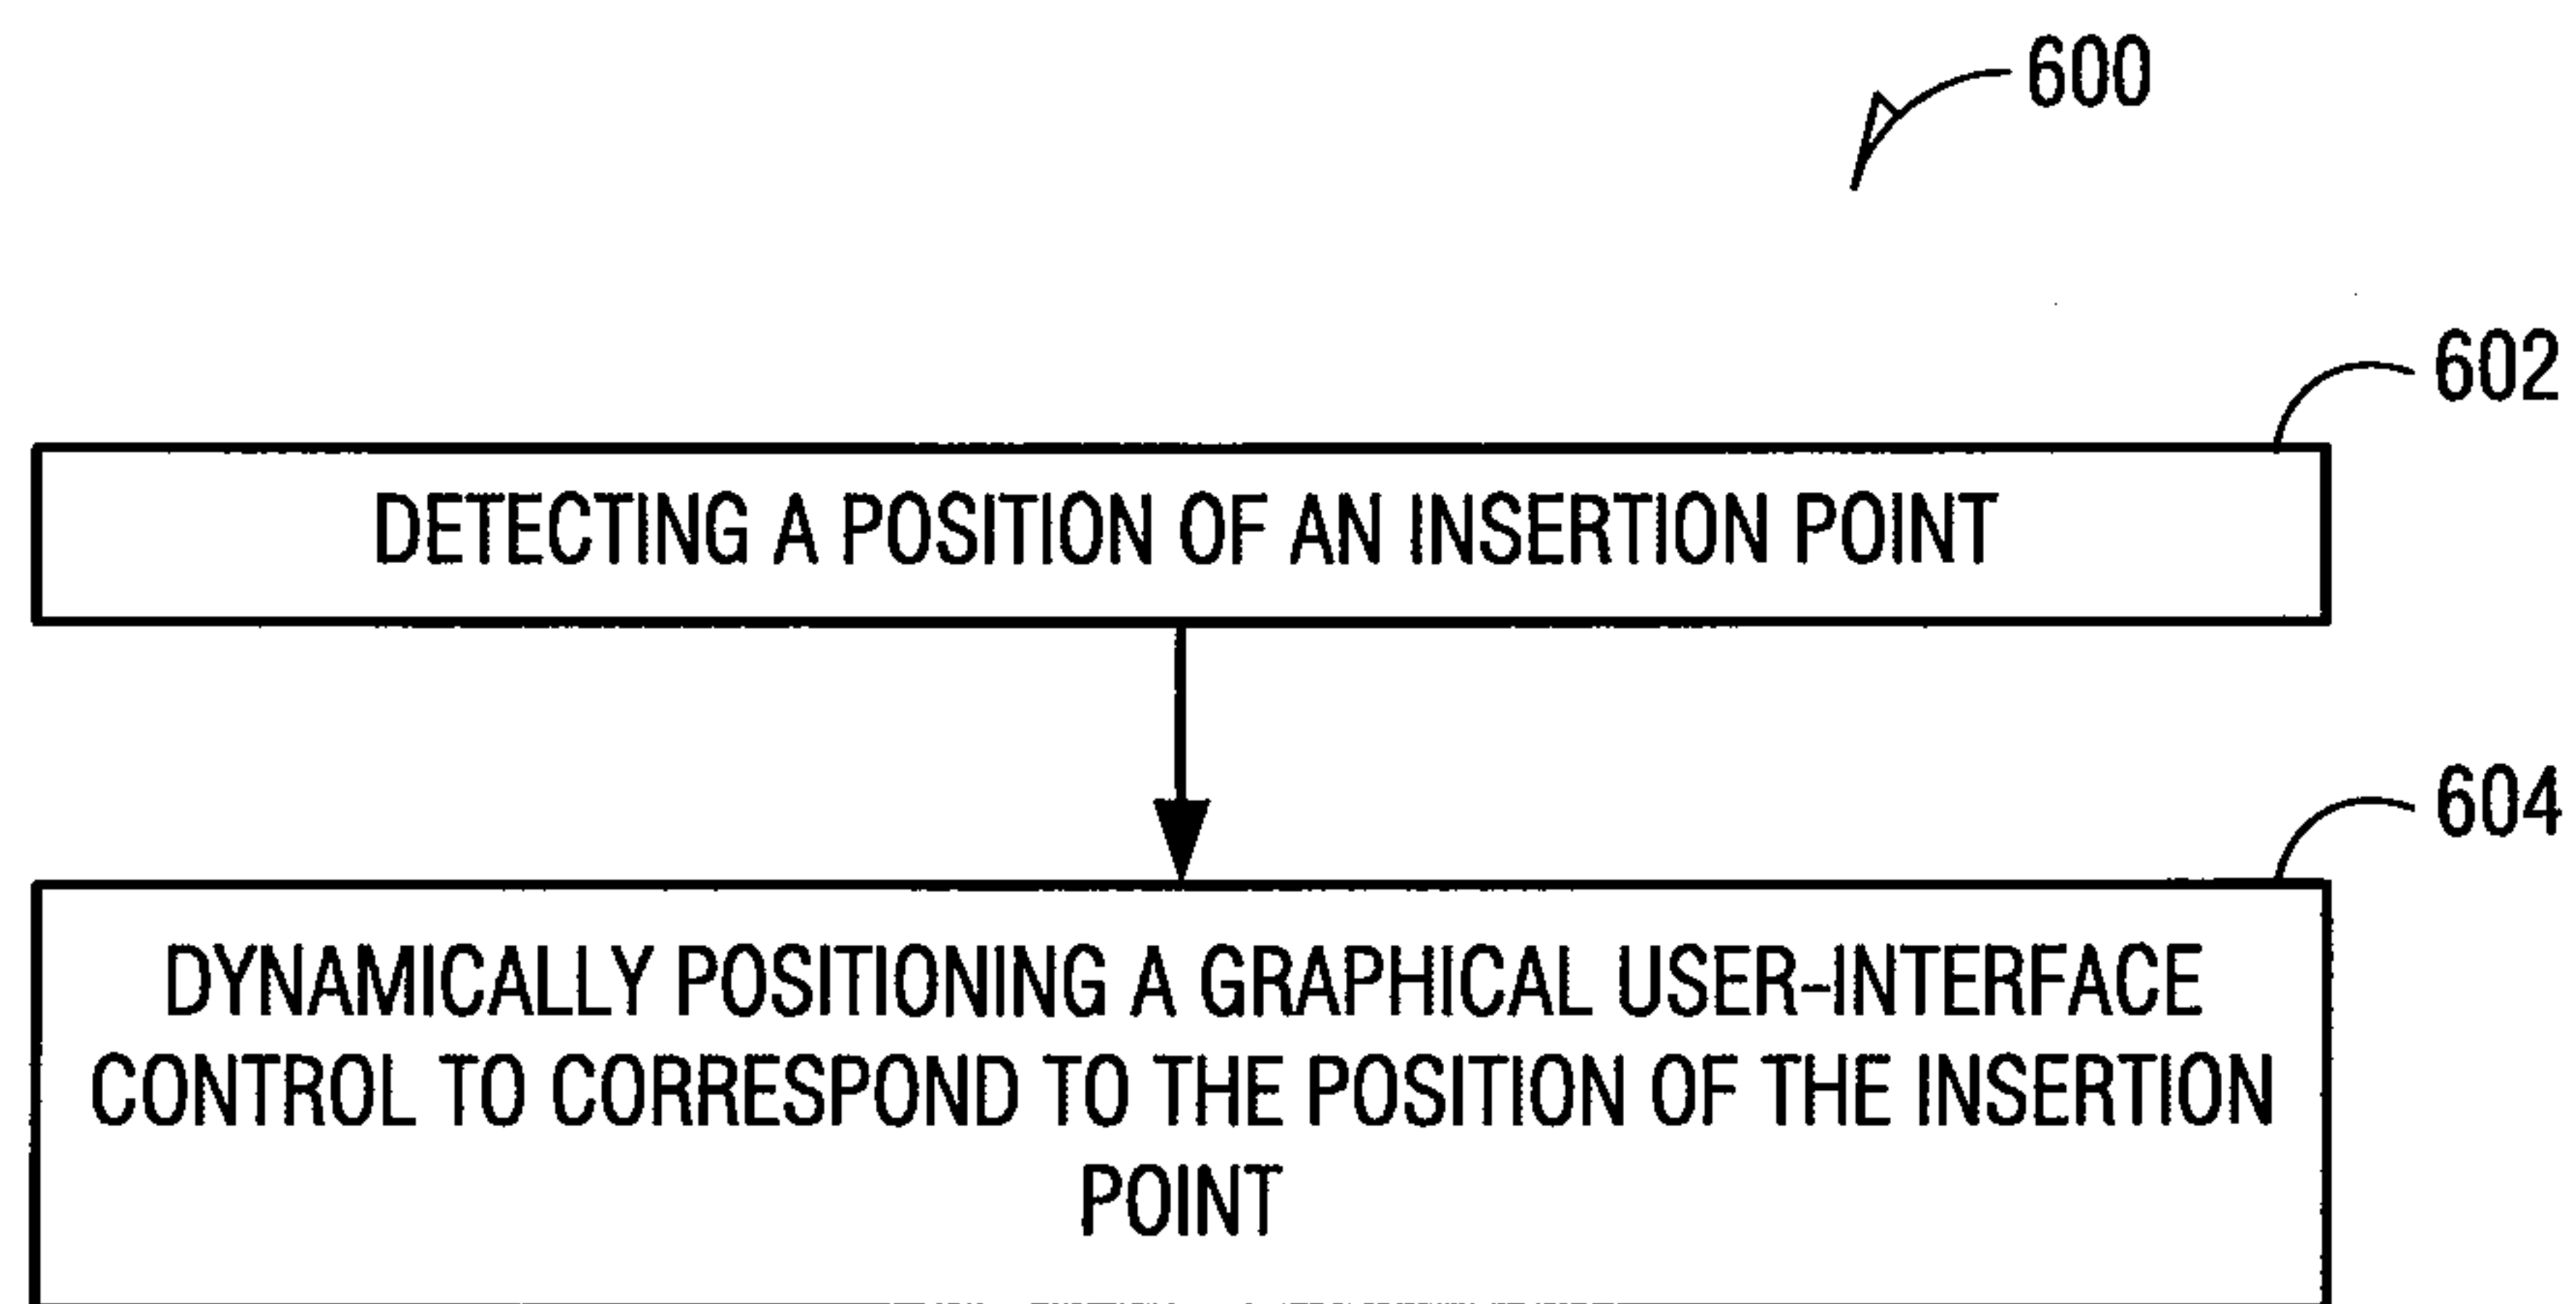 600
602
DETECTING A POSITION OF AN INSERTION POINT
604
DYNAMICALLY POSITIONING A GRAPHICAL USER-INTERFACE
CONTROL TO CORRESPOND TO THE POSITION OF THE INSERTION
POINT